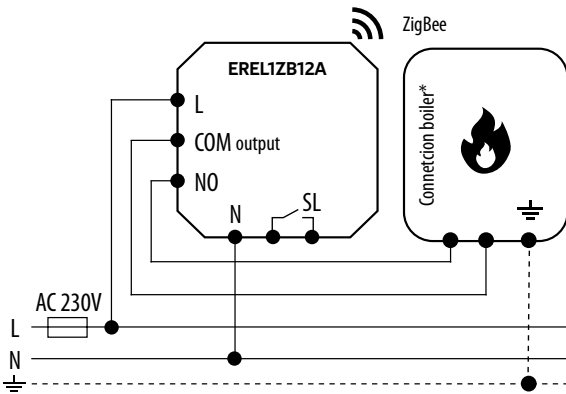 ZigBee
EREL1ZB12A
L
COM output
NO
N
SL
Connetcion boiler*
AC 230V
L
N